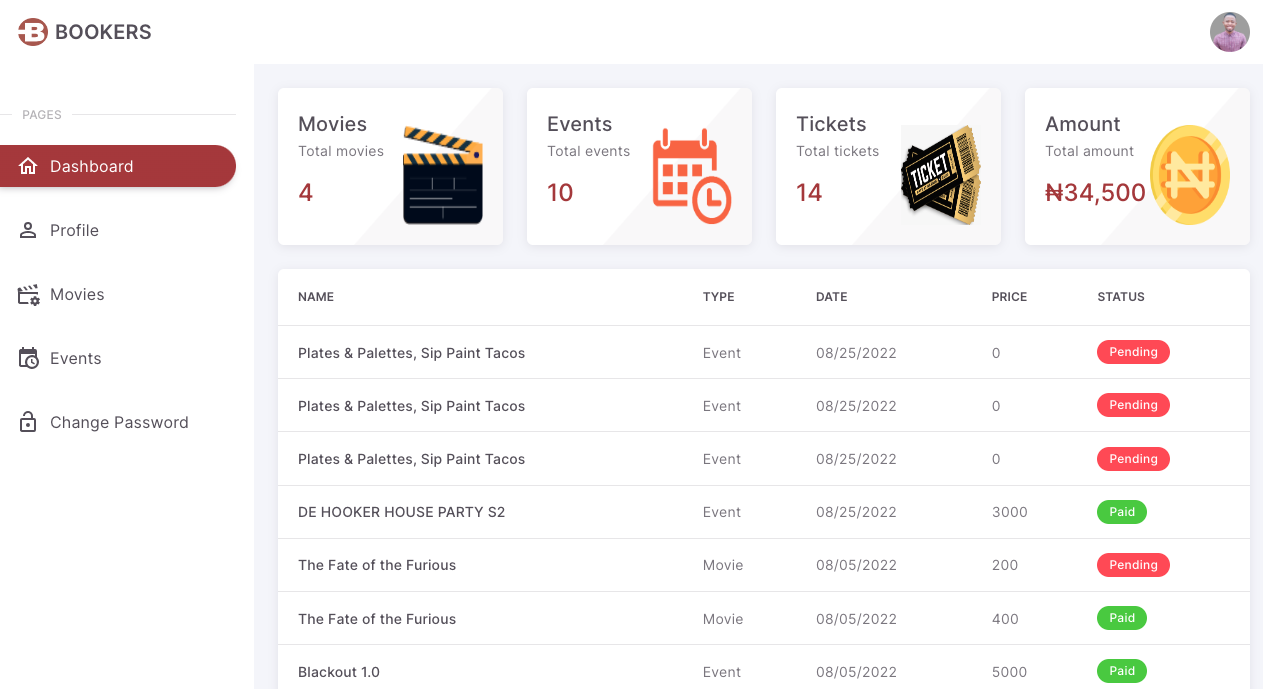 BOOKERS
PAGES
Dashboard
Profile
Movies
Events
Change Password
Movies
Total movies
4
Events
Total events
10
Tickets
Total tickets
14
TICKET
Amount
Total amount
₦34,500
NAME TYPE DATE PRICE STATUS
Plates & Palettes, Sip Paint Tacos Event 08/25/2022 0 Pending
Plates & Palettes, Sip Paint Tacos Event 08/25/2022 0 Pending
Plates & Palettes, Sip Paint Tacos Event 08/25/2022 0 Pending
DE HOOKER HOUSE PARTY S2 Event 08/25/2022 3000 Paid
The Fate of the Furious Movie 08/05/2022 200 Pending
The Fate of the Furious Movie 08/05/2022 400 Paid
Blackout 1.0 Event 08/05/2022 5000 Paid